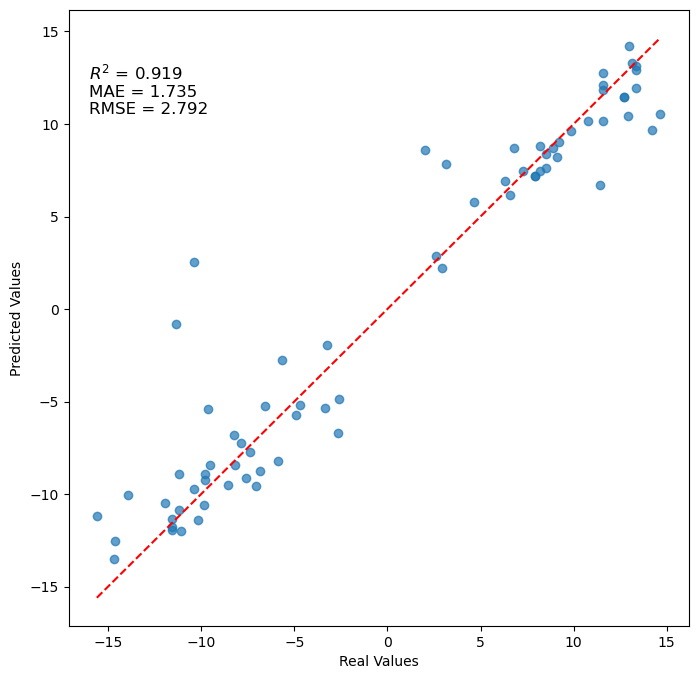 R² = 0.919
MAE = 1.735
RMSE = 2.792
15
10
5
0
−5
−10
−15
Predicted Values
−15 −10 −5 0 5 10 15
Real Values